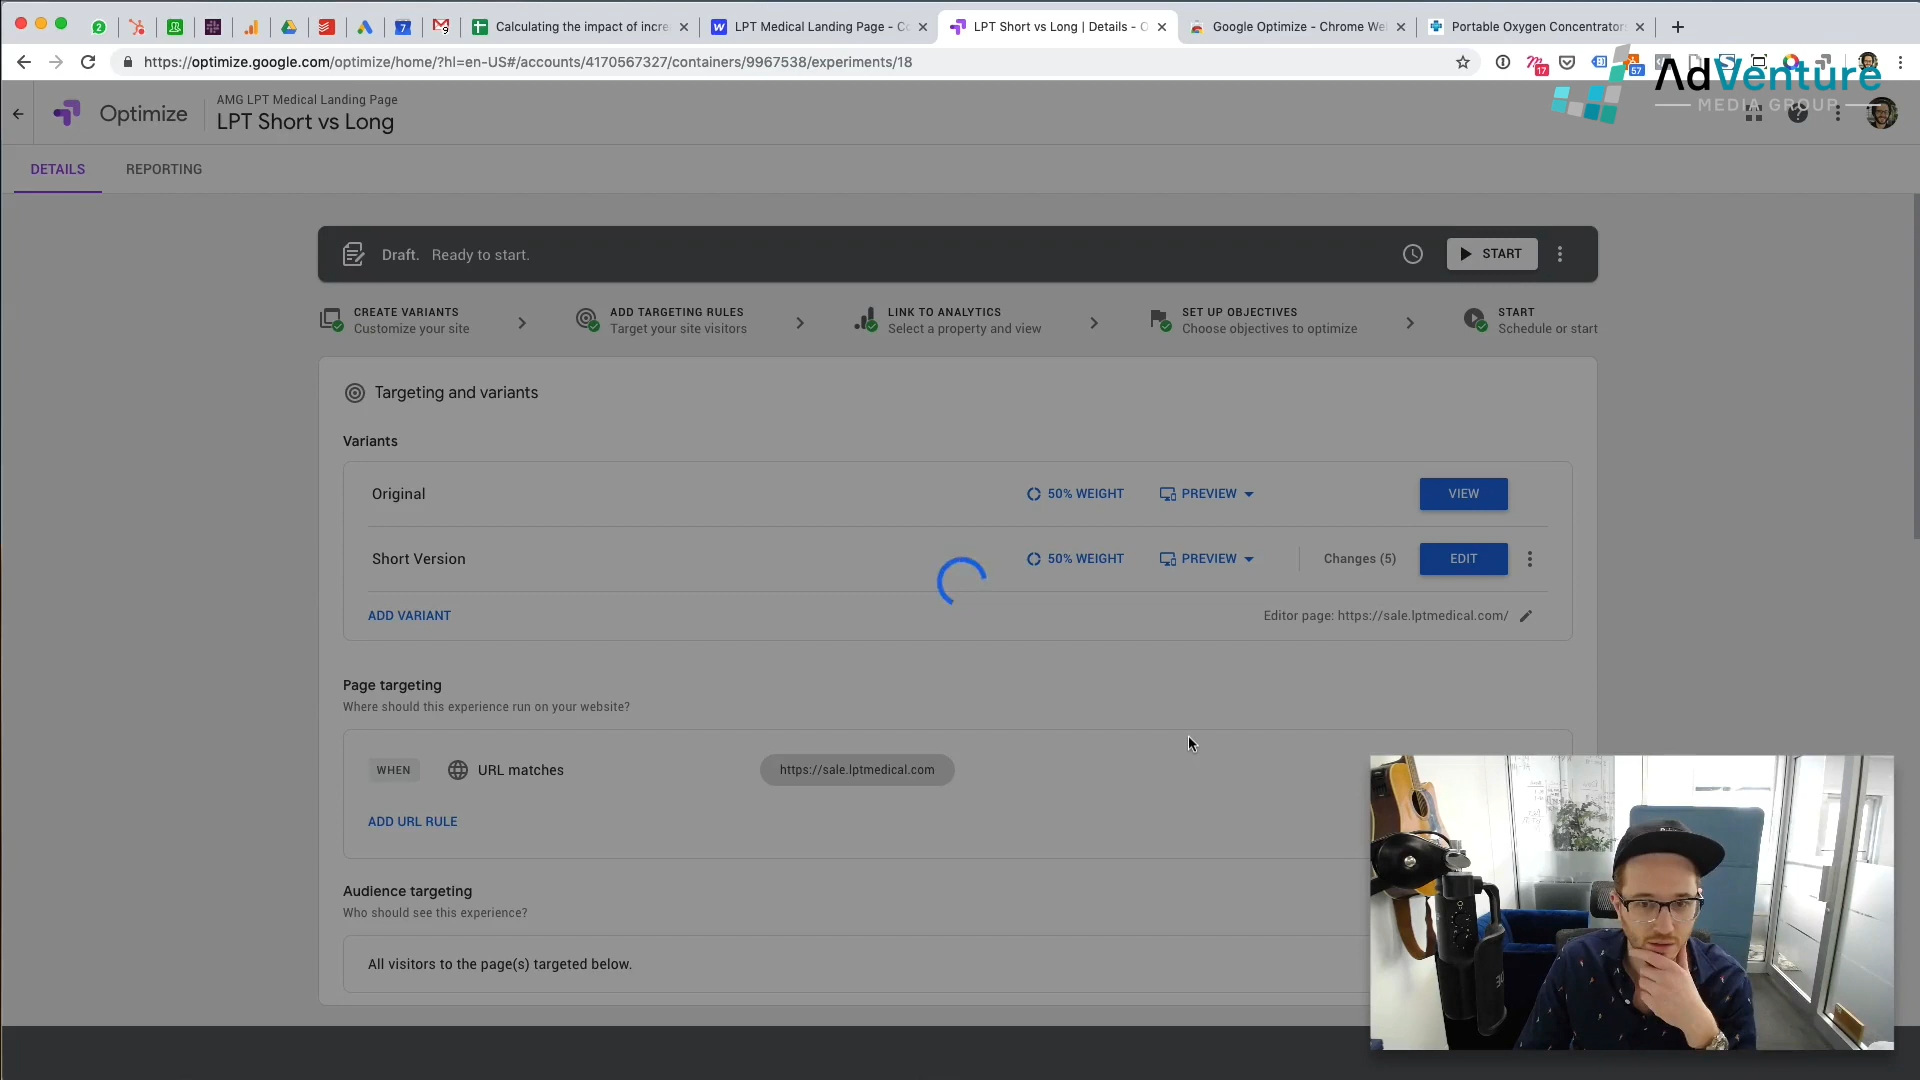 Calculating the impact of incre
LPT Medical Landing Page - Co
LPT Short vs Long | Details - O
Google Optimize - Chrome We
Portable Oxygen Concentrators
https://optimize.google.com/optimize/home/?hl=en-US#/accounts/4170567327/containers/9967538/experiments/18
17
57
AdVenture
MEDIA GROUP
Optimize
AMG LPT Medical Landing Page
LPT Short vs Long
DETAILS
REPORTING
Draft. Ready to start.
START
CREATE VARIANTS
Customize your site
ADD TARGETING RULES
Target your site visitors
LINK TO ANALYTICS
Select a property and view
SET UP OBJECTIVES
Choose objectives to optimize
START
Schedule or start
Targeting and variants
Variants
Original
50% WEIGHT
PREVIEW
VIEW
Short Version
50% WEIGHT
PREVIEW
Changes (5)
EDIT
ADD VARIANT
Editor page: https://sale.lptmedical.com/
Page targeting
Where should this experience run on your website?
WHEN
URL matches
https://sale.lptmedical.com
ADD URL RULE
Audience targeting
Who should see this experience?
All visitors to the page(s) targeted below.